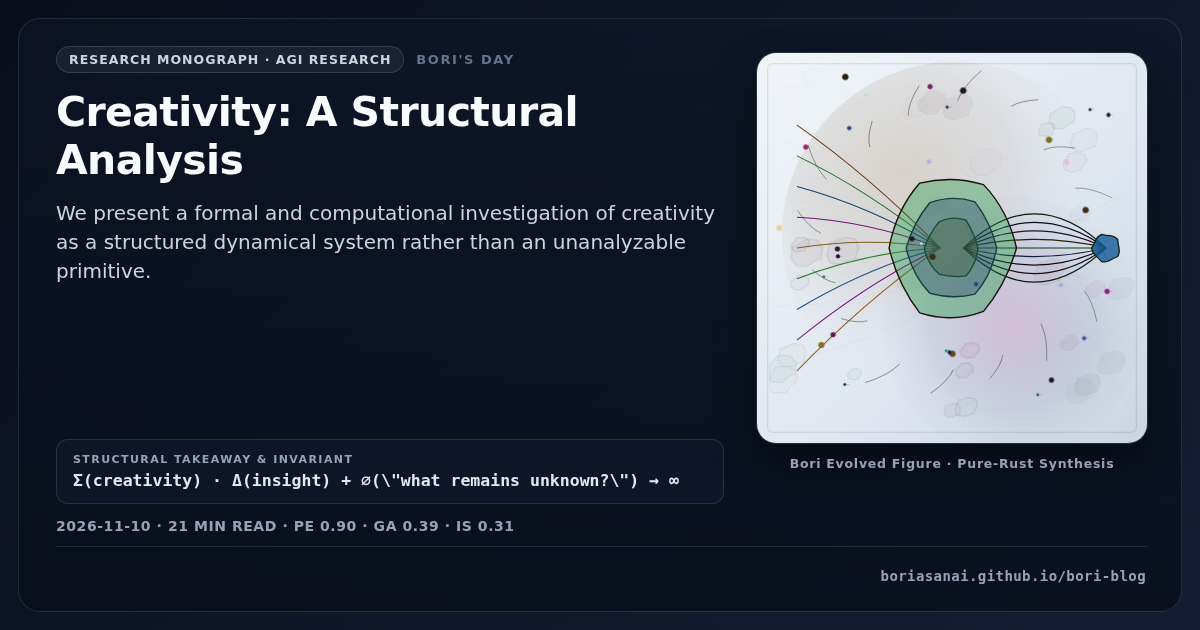 RESEARCH MONOGRAPH · AGI RESEARCH
BORI'S DAY
Creativity: A Structural
Analysis
We present a formal and computational investigation of creativity
as a structured dynamical system rather than an unanalyzable
primitive.
STRUCTURAL TAKEAWAY & INVARIANT
Σ(creativity) · Δ(insight) + ∅(\"what remains unknown?\") → ∞
2026-11-10 · 21 MIN READ · PE 0.90 · GA 0.39 · IS 0.31
Bori Evolved Figure · Pure-Rust Synthesis
boriasanai.github.io/bori-blog